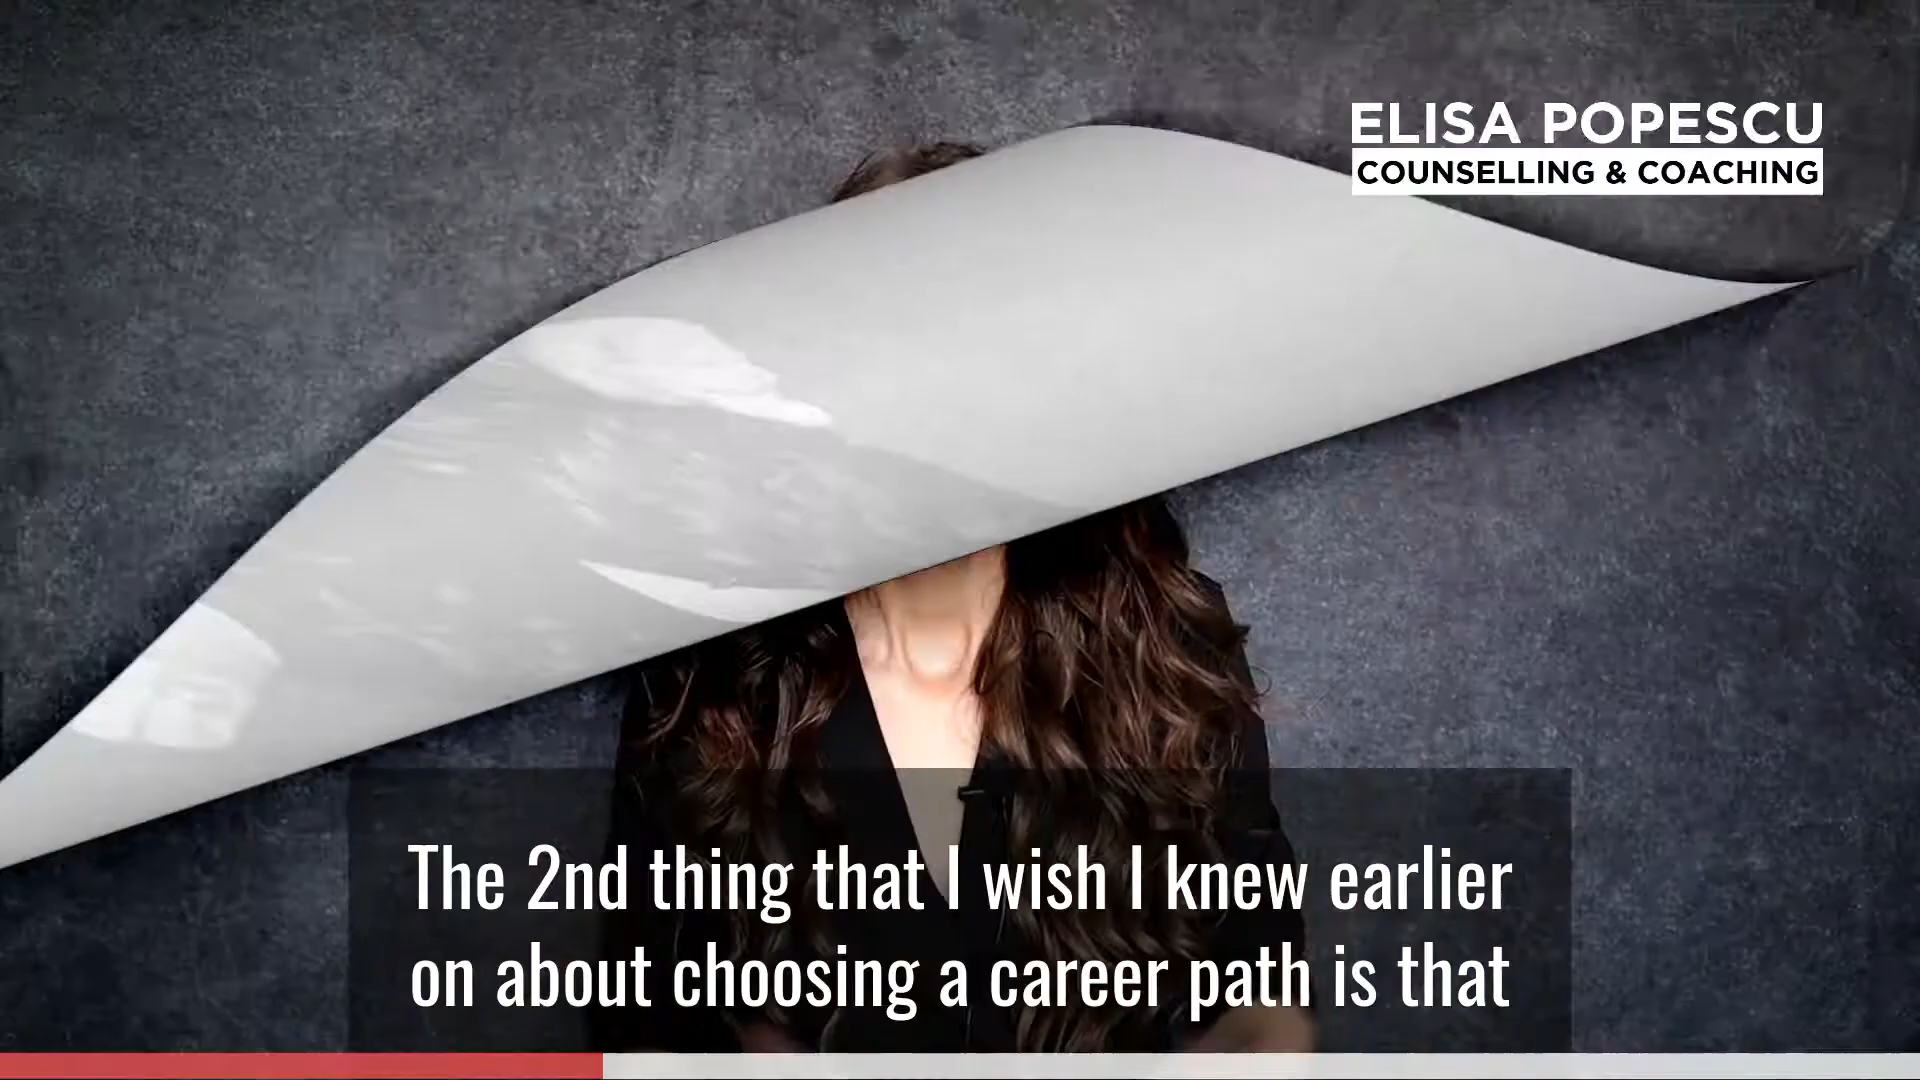 ELISA POPESCU
COUNSELLING & COACHING
The 2nd thing that I wish I knew earlier
on about choosing a career path is that